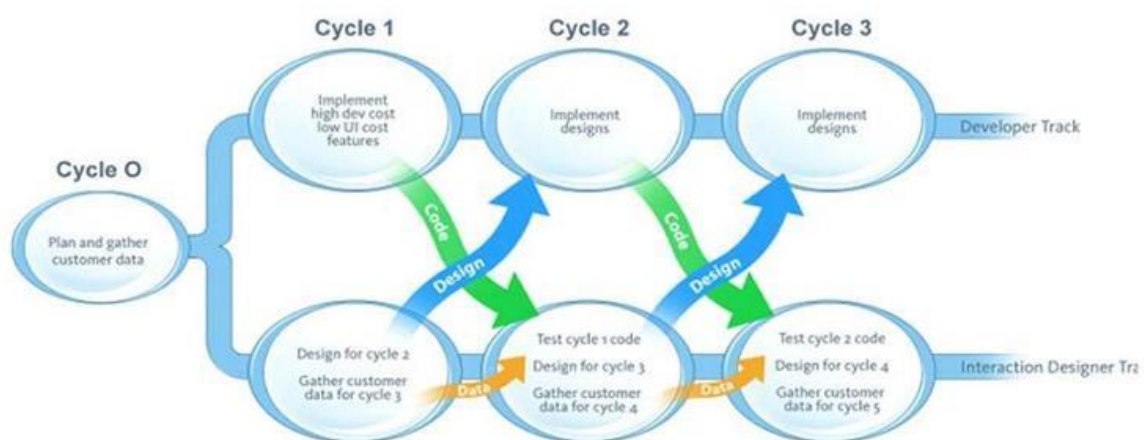 Cycle 1
Cycle 2
Cycle 3
Implement
high dev cost
low UI cost
features
Implement
designs
Implement
designs
Developer Track
Cycle O
Plan and gather
customer data
Code
Design
Code
Design
Design for cycle 2
Gather customer
data for cycle 3
Data
Test cycle 1 code
Design for cycle 3
Gather customer
data for cycle 4
Data
Test cycle 2 code
Design for cycle 4
Gather customer
data for cycle 5
Interaction Designer Tra